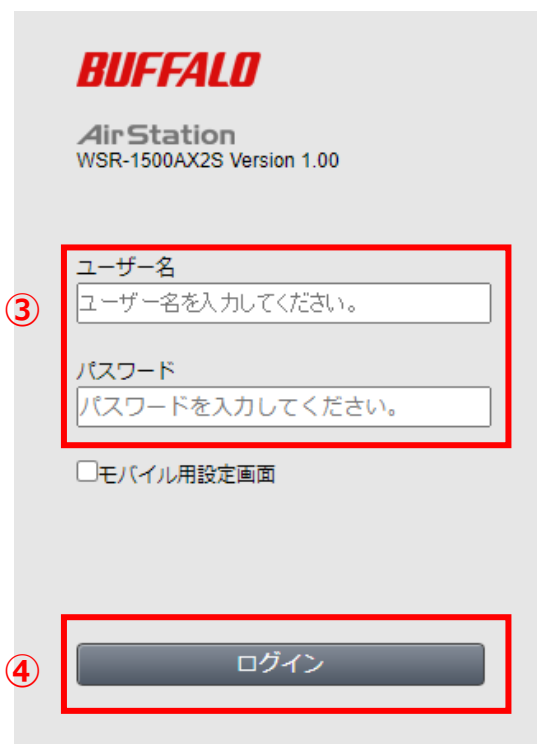 BUFFALO
AirStation
WSR-1500AX2S Version 1.00
ユーザー名
③
ユーザー名を入力してください。
パスワード
パスワードを入力してください。
モバイル用設定画面
④
ログイン